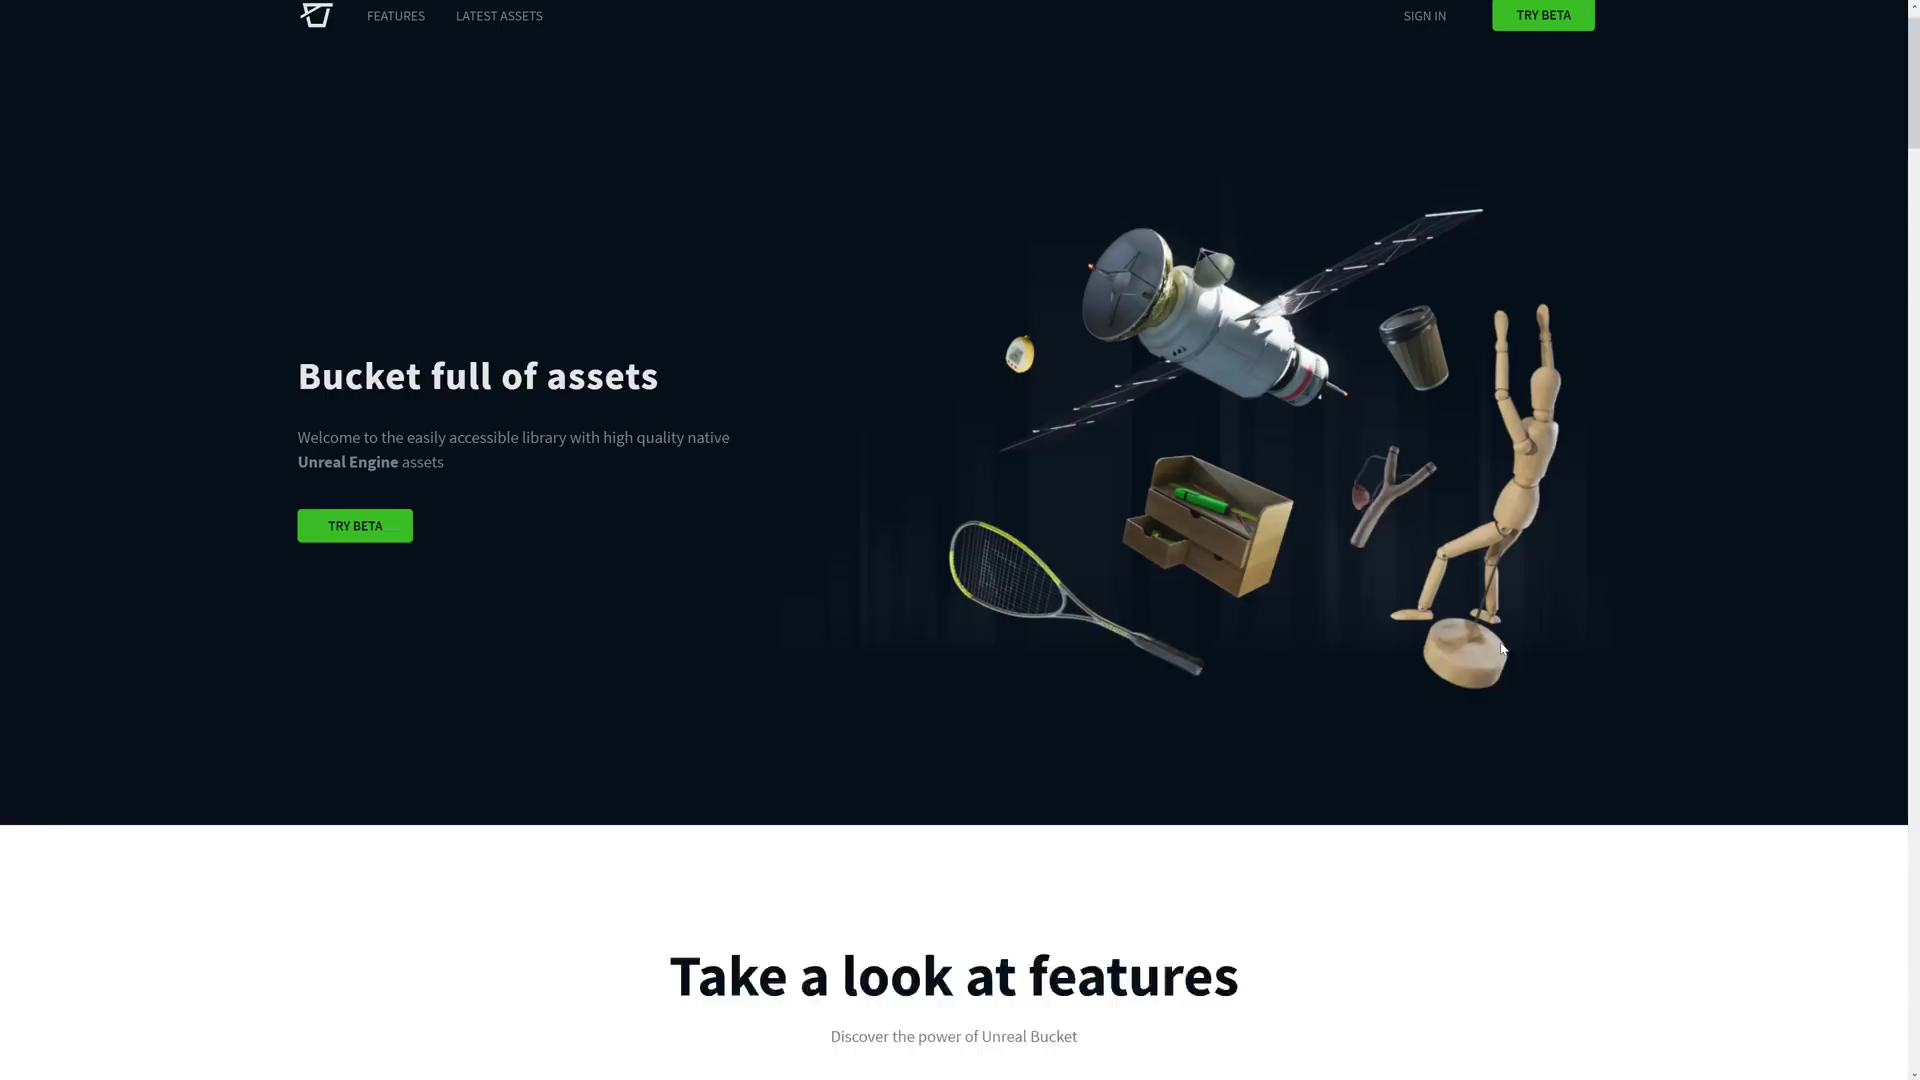 FEATURES
LATEST ASSETS
SIGN IN
TRY BETA
Bucket full of assets
Welcome to the easily accessible library with high quality native
Unreal Engine assets
TRY BETA
Take a look at features
Discover the power of Unreal Bucket